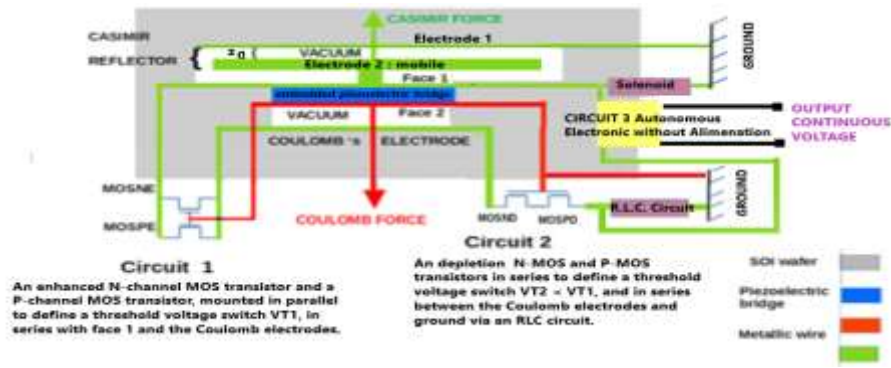 CASIMIR FORCE
CASIMIR
REFLECTOR
Electrode 1
VACUUM
Electrode 2 : mobile
Face 1
GROUND
Solenoid
embedded piezoelectric bridge
VACUUM
Face 2
COULOMB 's ELECTRODE
CIRCUIT 3 Autonomous
Electronic without Alimenation
OUTPUT
CONTINUOUS
VOLTAGE
MOSNE
MOSPE
COULOMB FORCE
MOSND
MOSPD
R.L.C. Circuit
GROUND
Circuit 1
An enhanced N-channel MOS transistor and a
P-channel MOS transistor, mounted in parallel
to define a threshold voltage switch VT1, in
series with face 1 and the Coulomb electrodes.
Circuit 2
An depletion N-MOS and P-MOS
transistors in series to define a threshold
voltage switch VT2 = VT1, and in series
between the Coulomb electrodes and
ground via an RLC circuit.
SOI wafer
Piezoelectric
bridge
Metallic wire